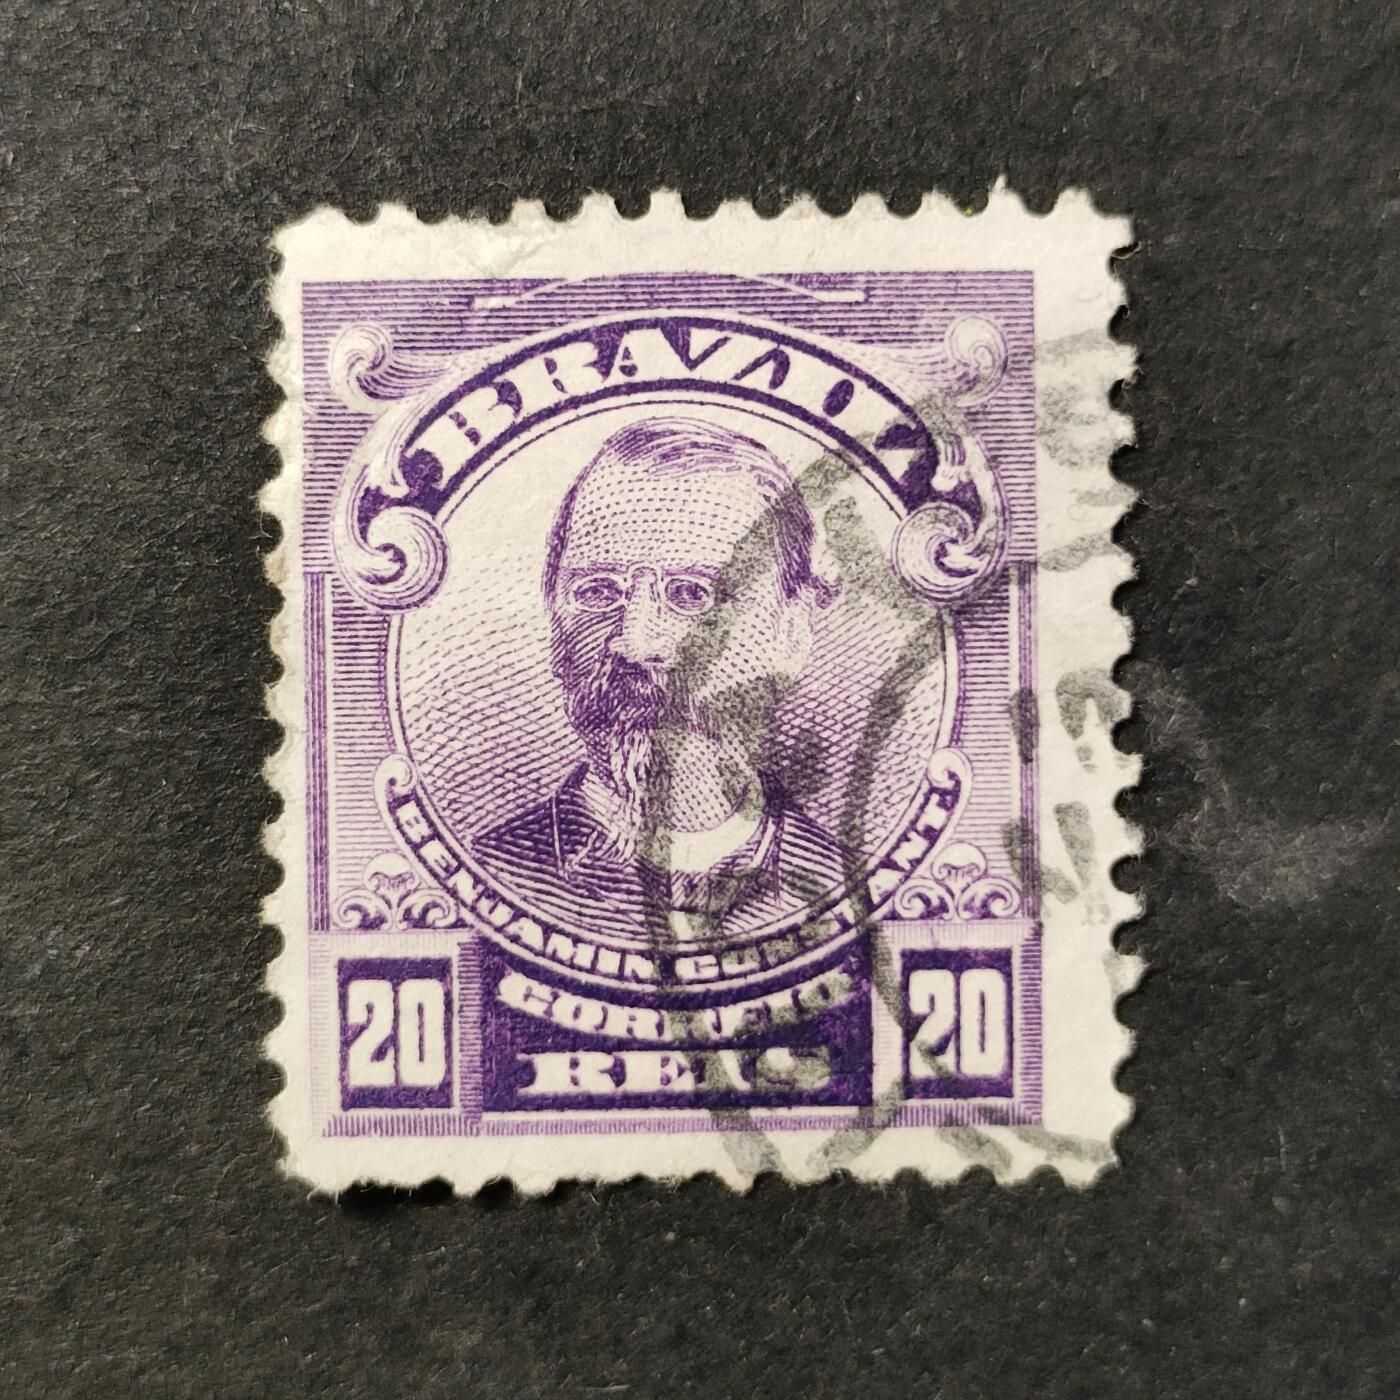 BRAZIL
BENJAMIN CONSTANT
CORREIO
20 REIS 20